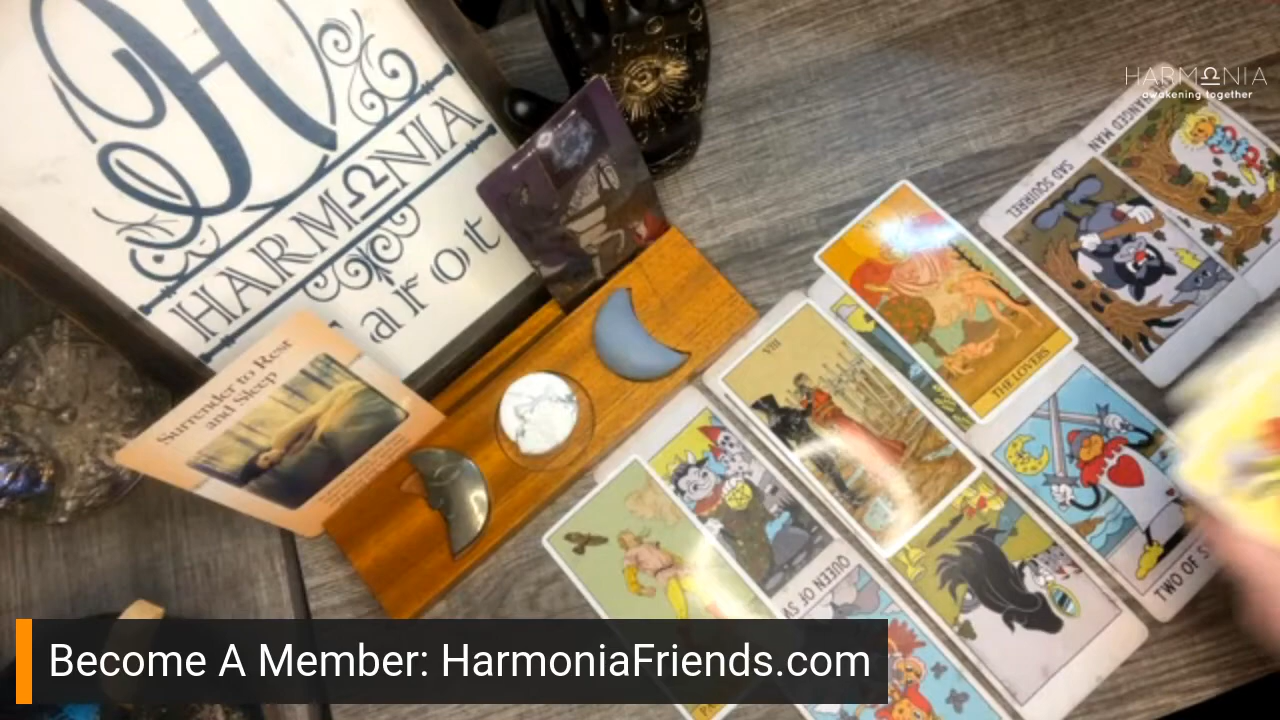 H
HARMΩNIA
Tarot
HARMΩNIA
awakening together
Surrender to Rest
and Sleep
VIII
THE LOVERS
HANGED MAN
SAD SQUIRREL
QUEEN OF
TWO OF
Become A Member: HarmoniaFriends.com